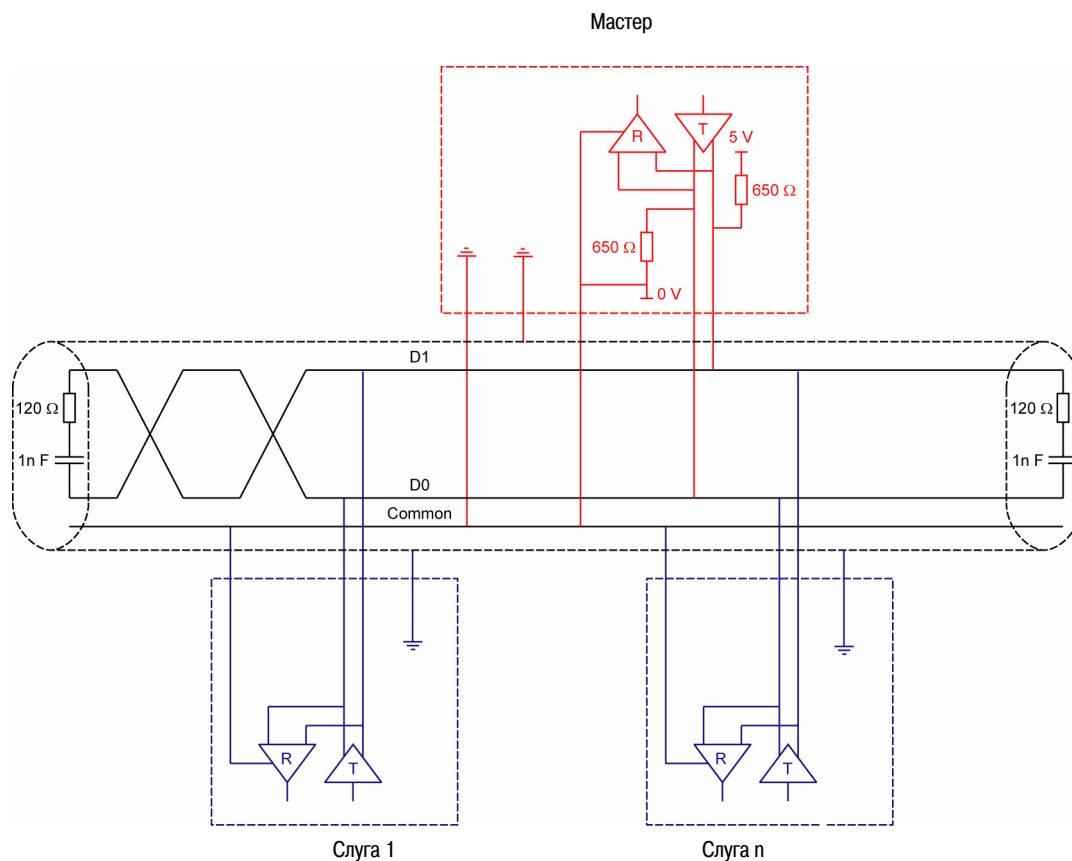 Мастер
R
T
5 V
650 Ω
650 Ω
0 V
D1
120 Ω
120 Ω
1n F
1n F
D0
Common
R
T
R
T
Слуга 1
Слуга n